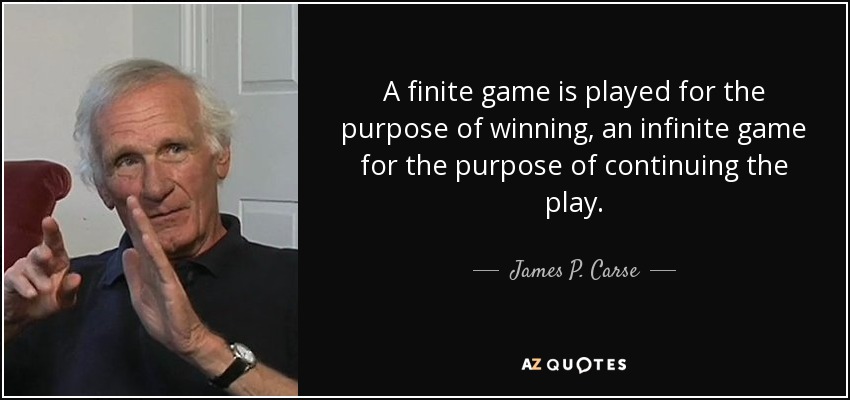 A finite game is played for the
purpose of winning, an infinite game
for the purpose of continuing the
play.
James P. Carse
AZ QUOTES